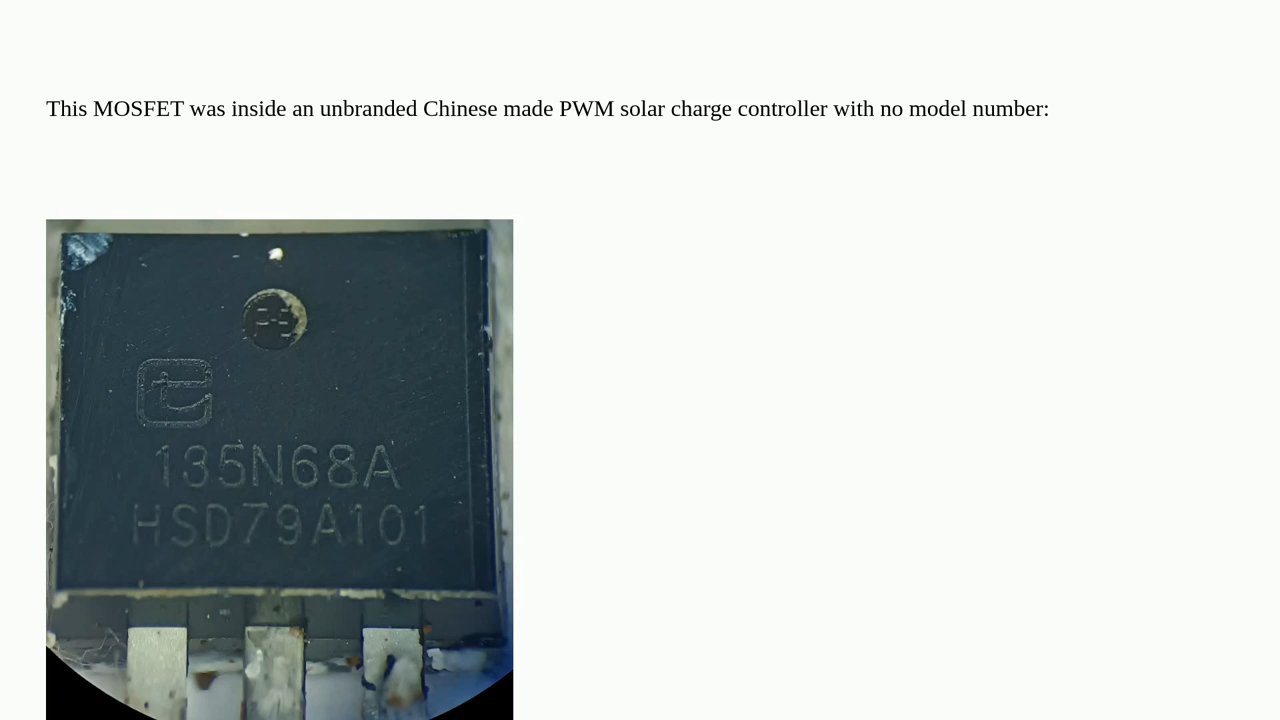 This MOSFET was inside an unbranded Chinese made PWM solar charge controller with no model number:
135N68A
HSD79A101